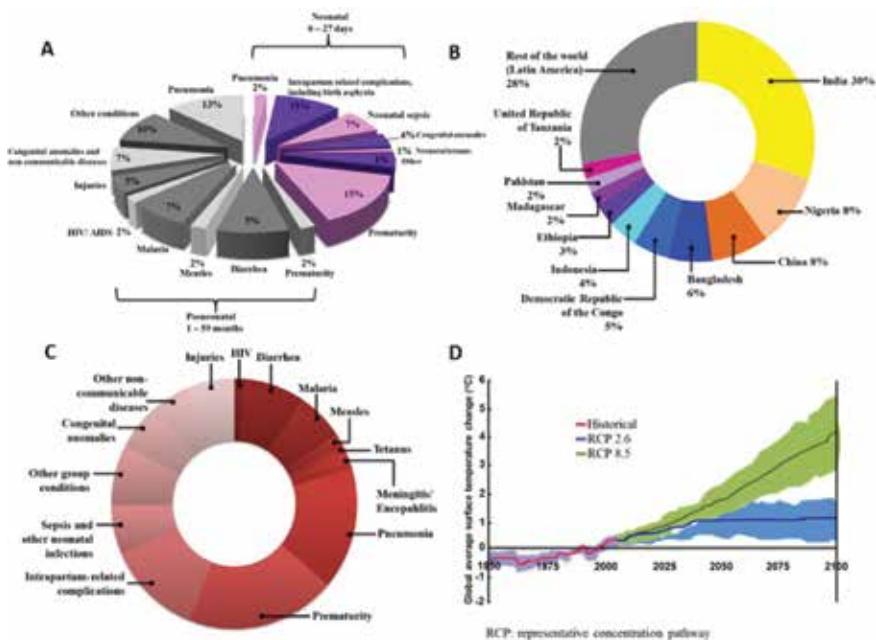 A
Neonatal
0 – 27 days
Pneumonia
2%
Intrapartum related complications,
including birth asphyxia
11%
Neonatal sepsis
7%
4%
Congenital anomalies
1%
Neonatal tetanus
Other
15%
Prematurity
2%
Prematurity
Diarrhea
2%
Measles
Malaria
2%
HIV/ AIDS
Injuries
7%
Congenital anomalies and
non communicable diseases
Other conditions
10%
Pneumonia
13%
Postneonatal
1 – 59 months
B
India 30%
Nigeria 8%
China 8%
Bangladesh
6%
Democratic Republic
of the Congo
5%
Indonesia
4%
Ethiopia
3%
Madagascar
2%
Pakistan
2%
United Republic
of Tanzania
2%
Rest of the world
(Latin America)
28%
C
HIV
Diarrhea
Malaria
Measles
Tetanus
Meningitis/
Encephlitis
Pneumonia
Prematurity
Intrapartum-related
complications
Sepsis and
other neonatal
infections
Other group
conditions
Congenital
anomalies
Other non-
communicable
diseases
Injuries
D
Global average surface temperature change (°C)
6
5
4
3
2
1
0
-1
-2
Historical
RCP 2.6
RCP 8.5
1950
1975
2000
2025
2050
2075
2100
RCP: representative concentration pathway